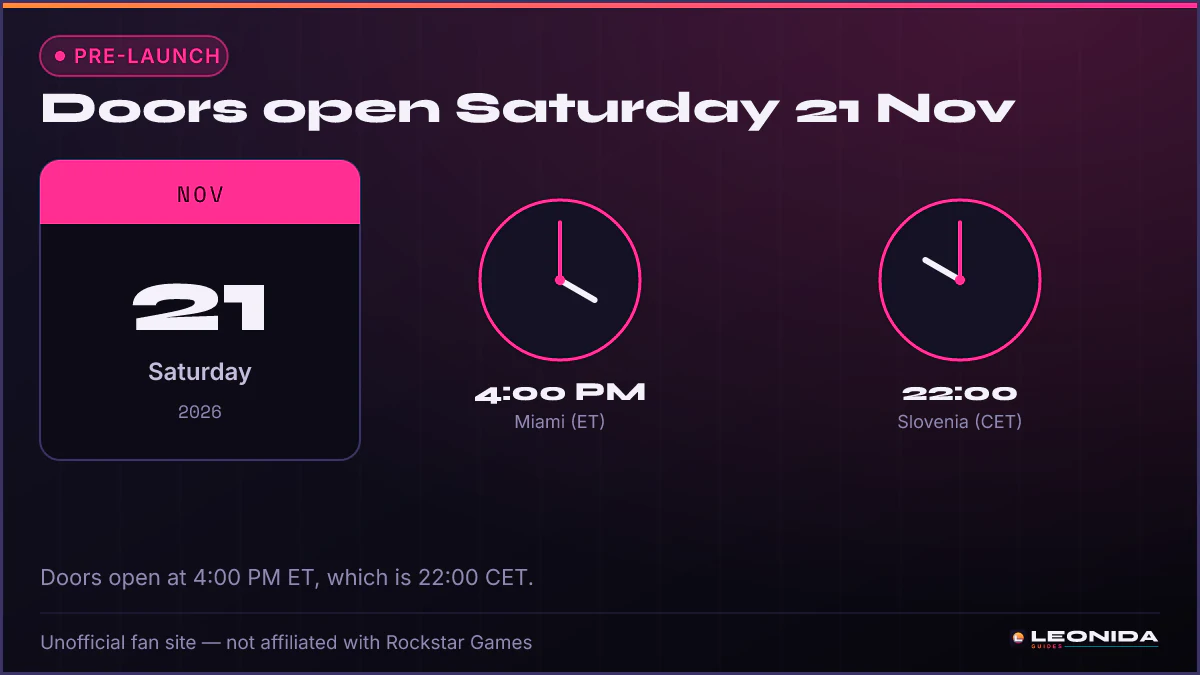 PRE-LAUNCH
Doors open Saturday 21 Nov
NOV
21
Saturday
2026
4:00 PM
Miami (ET)
22:00
Slovenia (CET)
Doors open at 4:00 PM ET, which is 22:00 CET.
Unofficial fan site — not affiliated with Rockstar Games
LEONIDA
GUIDES